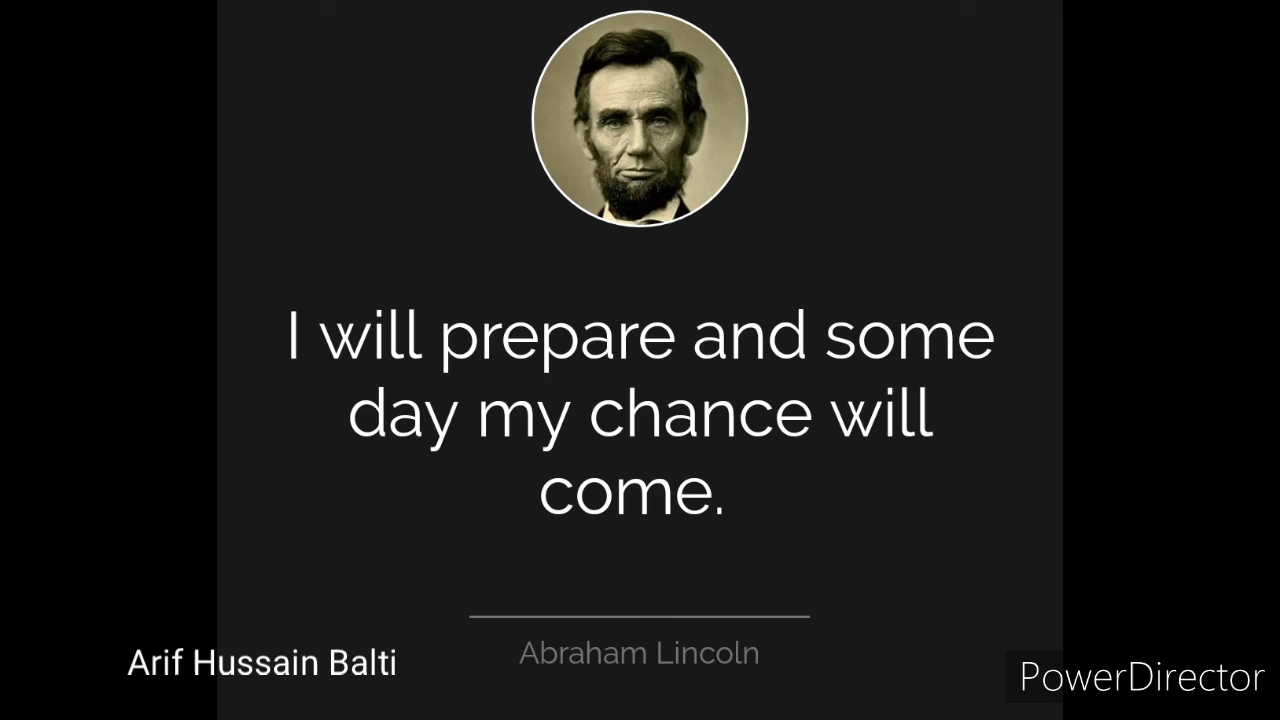 I will prepare and some
day my chance will
come.
Abraham Lincoln
Arif Hussain Balti
PowerDirector